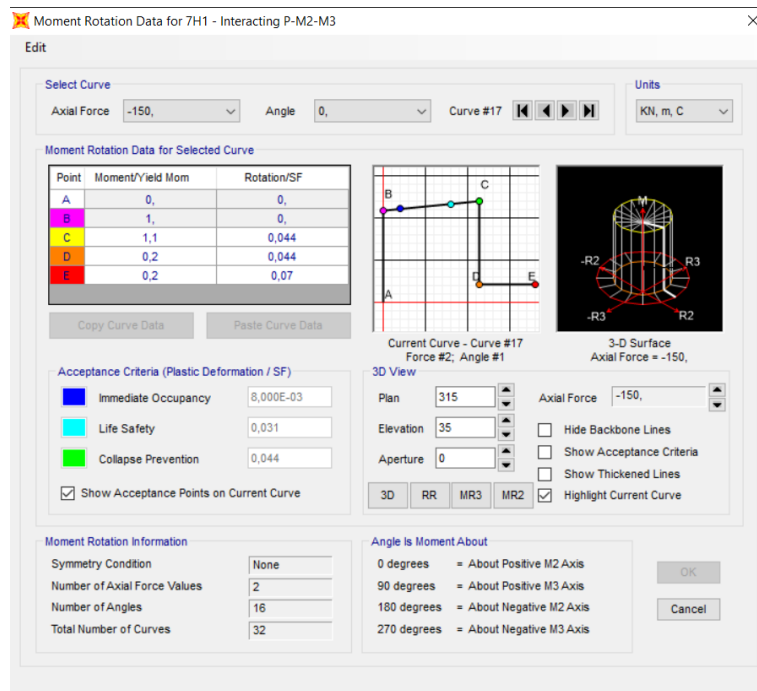 Moment Rotation Data for 7H1 - Interacting P-M2-M3
Edit
Select Curve
Axial Force -150, Angle 0, Curve #17
Units
KN, m, C
Moment Rotation Data for Selected Curve
Point Moment/Yield Mom Rotation/SF
A 0, 0,
B 1, 0,
C 1,1 0,044
D 0,2 0,044
E 0,2 0,07
Copy Curve Data Paste Curve Data
B
C
D
E
A
Current Curve - Curve #17
Force #2; Angle #1
M
-R2
R3
-R3
R2
3-D Surface
Axial Force = -150,
Acceptance Criteria (Plastic Deformation / SF)
Immediate Occupancy 8,000E-03
Life Safety 0,031
Collapse Prevention 0,044
Show Acceptance Points on Current Curve
3D View
Plan 315
Elevation 35
Aperture 0
3D RR MR3 MR2
Axial Force -150,
Hide Backbone Lines
Show Acceptance Criteria
Show Thickened Lines
Highlight Current Curve
Moment Rotation Information
Symmetry Condition None
Number of Axial Force Values 2
Number of Angles 16
Total Number of Curves 32
Angle Is Moment About
0 degrees = About Positive M2 Axis
90 degrees = About Positive M3 Axis
180 degrees = About Negative M2 Axis
270 degrees = About Negative M3 Axis
OK
Cancel